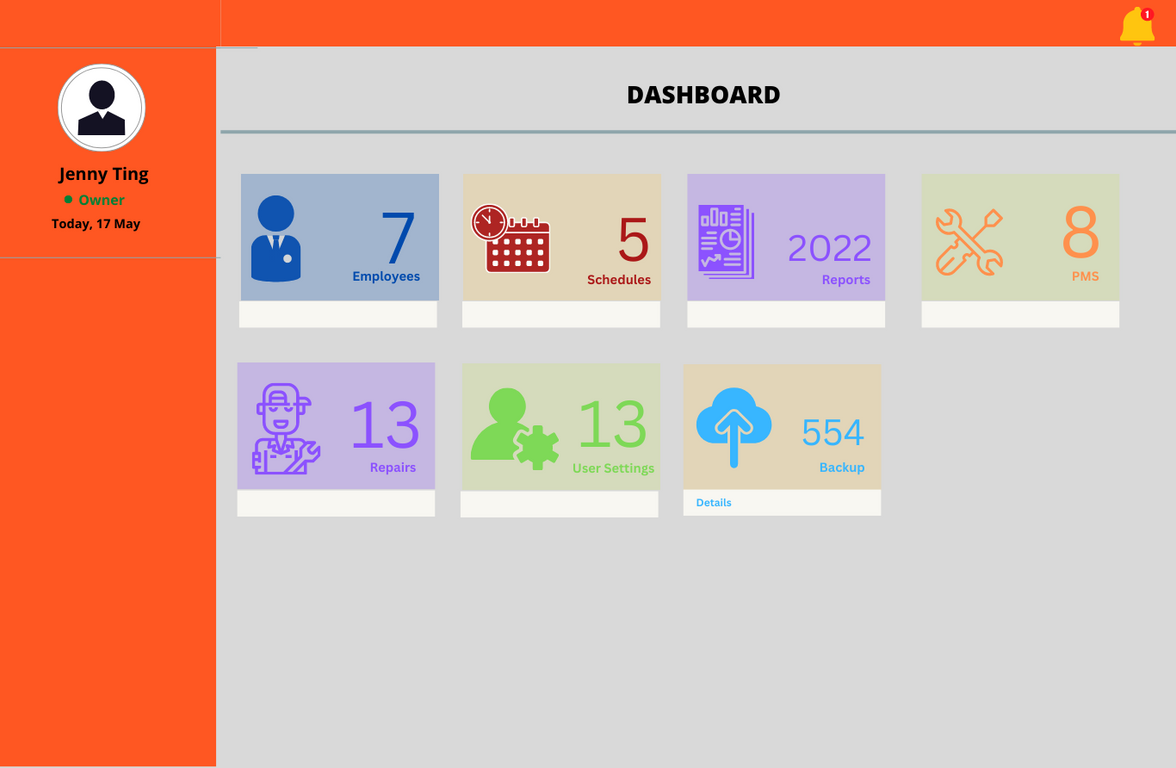 1
DASHBOARD
Jenny Ting
Owner
Today, 17 May
7
Employees
5
Schedules
2022
Reports
8
PMS
13
Repairs
13
User Settings
554
Backup
Details